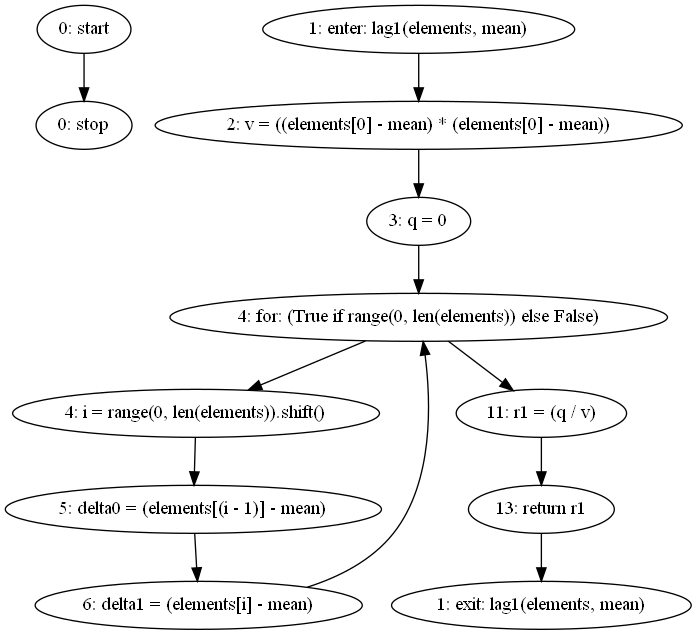 0: start
1: enter: lag1(elements, mean)
0: stop
2: v = ((elements[0] - mean) * (elements[0] - mean))
3: q = 0
4: for: (True if range(0, len(elements)) else False)
4: i = range(0, len(elements)).shift()
11: r1 = (q / v)
5: delta0 = (elements[(i - 1)] - mean)
13: return r1
6: delta1 = (elements[i] - mean)
1: exit: lag1(elements, mean)